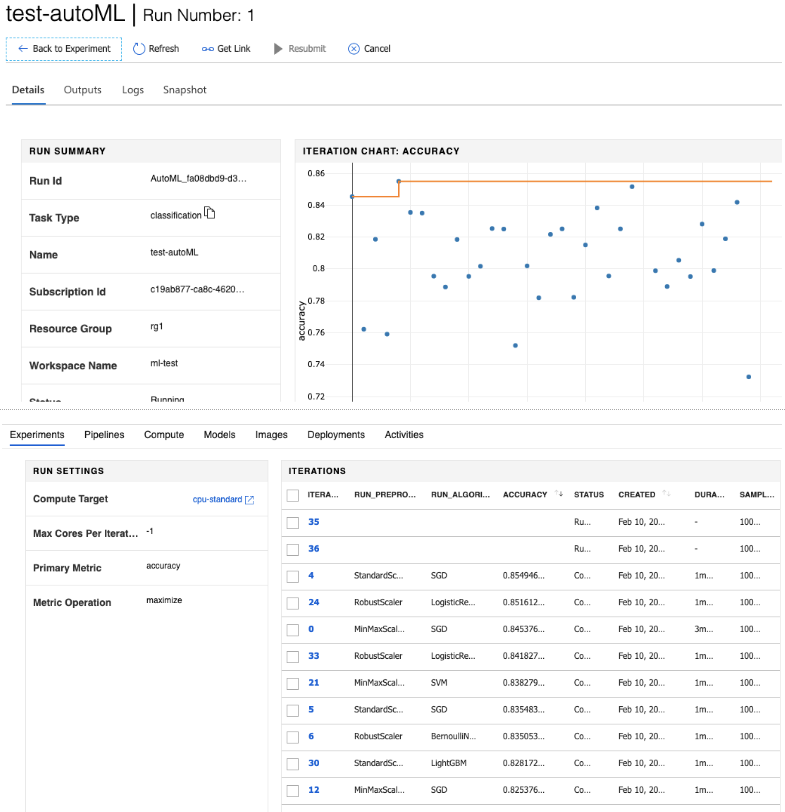 test-autoML | Run Number: 1
Back to Experiment Refresh Get Link Resubmit Cancel
Details Outputs Logs Snapshot
RUN SUMMARY
Run Id AutoML_fa08dbd9-d3...
Task Type classification
Name test-autoML
Subscription Id c19ab877-ca8c-4620...
Resource Group rg1
Workspace Name ml-test
Status Running
ITERATION CHART: ACCURACY
0.86
0.84
0.82
0.8
0.78
0.76
0.74
0.72
accuracy
Experiments Pipelines Compute Models Images Deployments Activities
RUN SETTINGS
Compute Target cpu-standard
Max Cores Per Iterat... -1
Primary Metric accuracy
Metric Operation maximize
ITERATIONS
ITERA... RUN_PREPRO... RUN_ALGORI... ACCURACY STATUS CREATED DURA... SAMPL...
35 Ru... Feb 10, 20... - 100...
36 Ru... Feb 10, 20... - 100...
4 StandardSc... SGD 0.854946... Co... Feb 10, 20... 1m... 100...
24 RobustScaler LogisticRe... 0.851612... Co... Feb 10, 20... 1m... 100...
0 MinMaxScal... SGD 0.845376... Co... Feb 10, 20... 3m... 100...
33 RobustScaler LogisticRe... 0.841827... Co... Feb 10, 20... 1m... 100...
21 MinMaxScal... SVM 0.838279... Co... Feb 10, 20... 1m... 100...
5 StandardSc... SGD 0.835483... Co... Feb 10, 20... 1m... 100...
6 RobustScaler BernoulliN... 0.835053... Co... Feb 10, 20... 1m... 100...
30 StandardSc... LightGBM 0.828172... Co... Feb 10, 20... 1m... 100...
12 MinMaxScal... SGD 0.825376... Co... Feb 10, 20... 1m... 100...